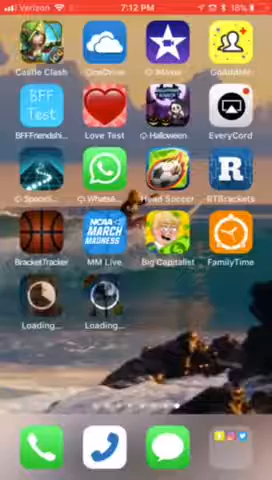 Verizon 7:12 PM 18%
Castle Clash OneDrive iMovie
BFF
Test
BFFFriendshi... Love Test Halloween EveryCord
R
WhatsA... Head Soccer RTBrackets
NCAA
MARCH
MADNESS
BracketTracker MM Live Big Capitalist FamilyTime
Loading... Loading...